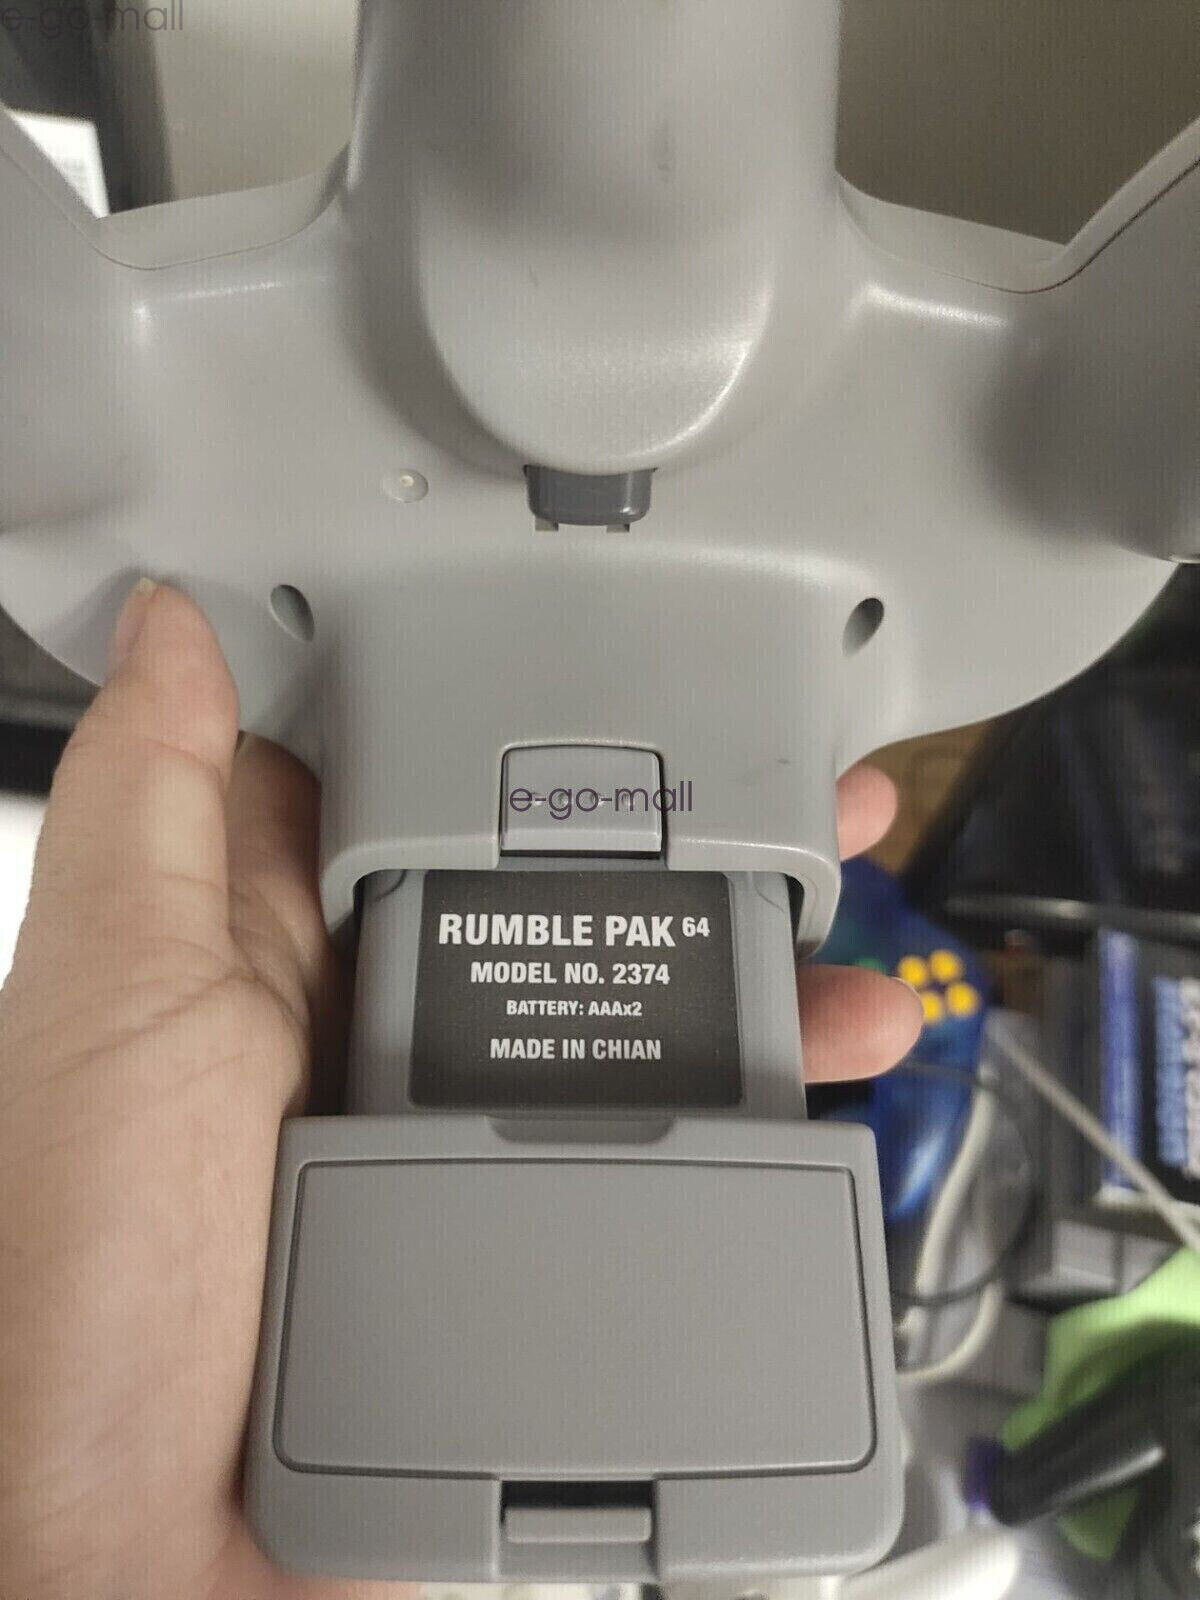 e-go-mall
e-go-mall
RUMBLE PAK 64
MODEL NO. 2374
BATTERY: AAAx2
MADE IN CHIAN